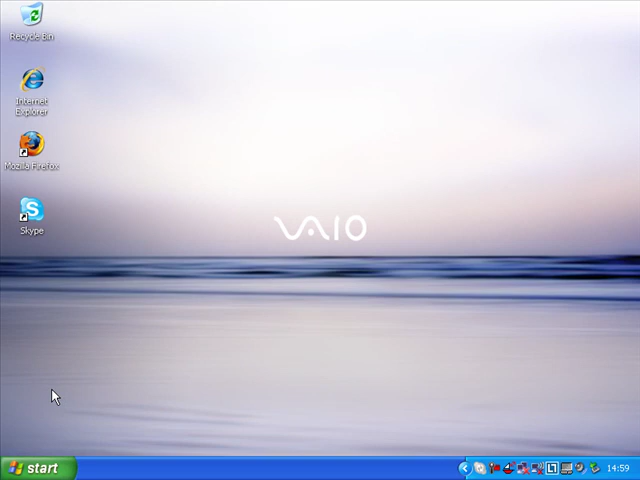 Recycle Bin
Internet
Explorer
Mozilla Firefox
Skype
VAIO
start
14:59